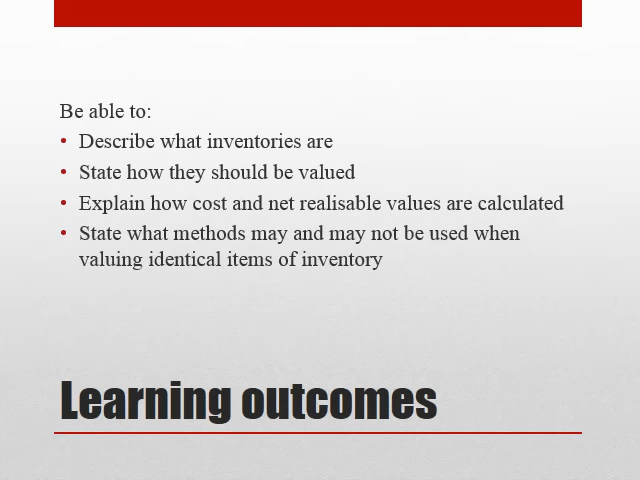 Be able to:
• Describe what inventories are
• State how they should be valued
• Explain how cost and net realisable values are calculated
• State what methods may and may not be used when
valuing identical items of inventory
Learning outcomes